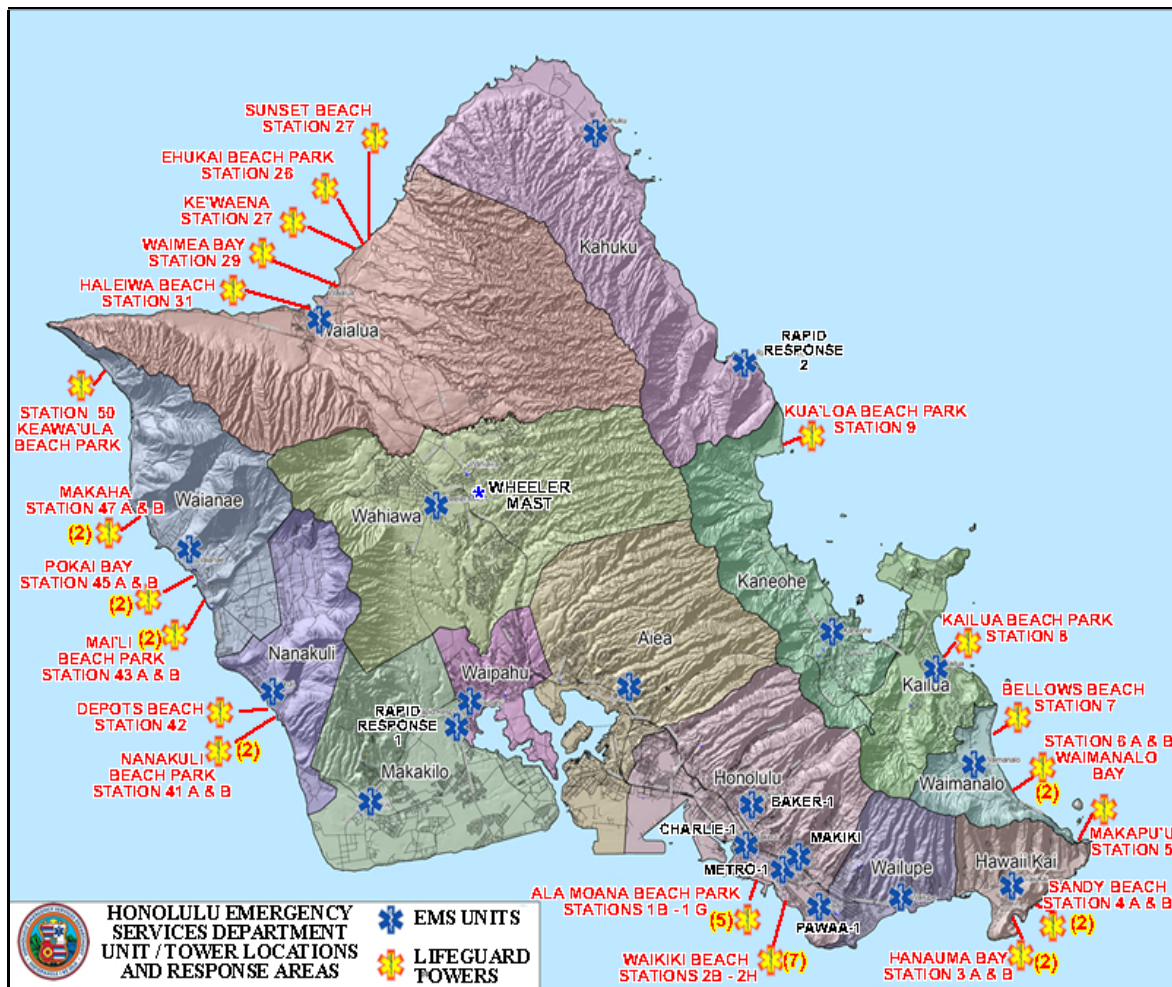 SUNSET BEACH
STATION 27
EHUKAI BEACH PARK
STATION 26
KE'WAENA
STATION 27
WAIMEA BAY
STATION 29
HALEIWA BEACH
STATION 31
Kahuku
Kahuku
Waialua
RAPID
RESPONSE
2
KUA'LOA BEACH PARK
STATION 9
STATION 50
KEAWA'ULA
BEACH PARK
MAKAHA
STATION 47 A & B
(2)
Waianae
WHEELER
MAST
Wahiawa
POKAI BAY
STATION 45 A & B
(2)
MAI'LI
BEACH PARK
STATION 43 A & B
(2)
Nanakuli
Kaneohe
Aiea
Waipahu
KAILUA BEACH PARK
STATION 8
Kailua
BELLOWS BEACH
STATION 7
DEPOTS BEACH
STATION 42
RAPID
RESPONSE
1
NANAKULI
BEACH PARK
STATION 41 A & B
(2)
Makakilo
STATION 6 A & B
WAIMANALO
BAY
(2)
Waimanalo
Waimanalo
Honolulu
BAKER-1
CHARLIE-1
MAKIKI
METRO-1
Wailupe
Hawaii Kai
MAKAPU'U
STATION 5
ALA MOANA BEACH PARK
STATIONS 1B - 1 G
(5)
PAWAA-1
SANDY BEACH
STATION 4 A & B
(2)
WAIKIKI BAY
STATIONS 2B - 2H
(7)
HANAUMA BAY
STATION 3 A & B
(2)
HONOLULU EMERGENCY
SERVICES DEPARTMENT
UNIT / TOWER LOCATIONS
AND RESPONSE AREAS
EMS UNITS
LIFEGUARD
TOWERS